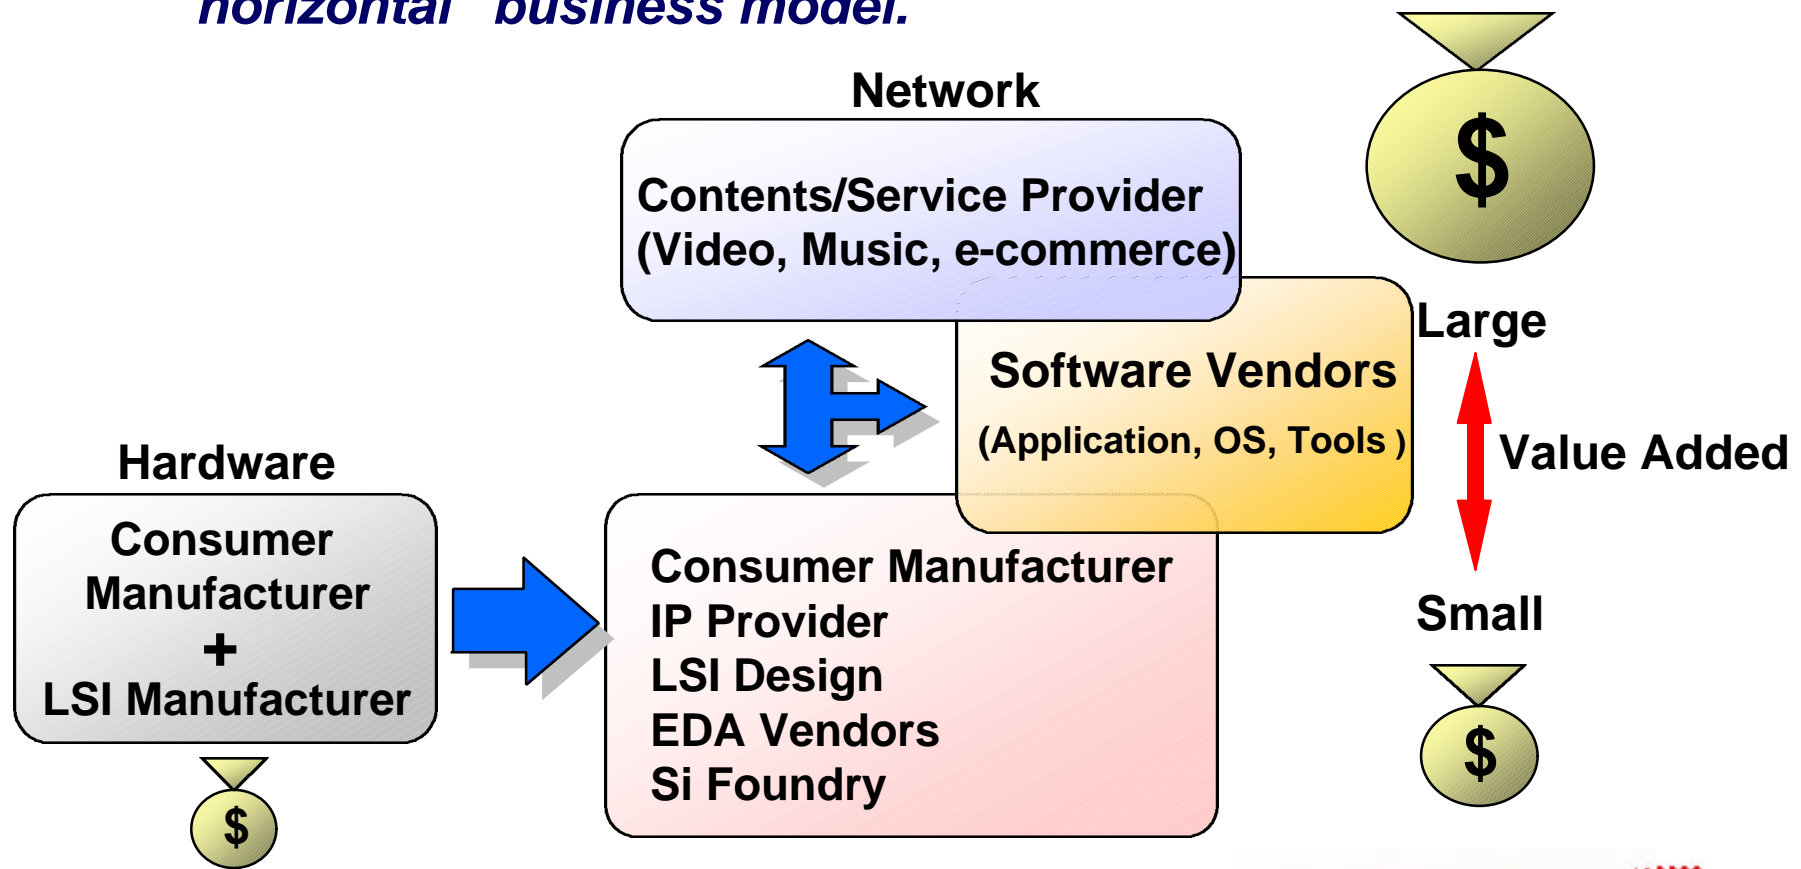 horizontal" business model.
Network
$
Contents/Service Provider
(Video, Music, e-commerce)
Large
Software Vendors
(Application, OS, Tools )
Value Added
Hardware
Consumer
Manufacturer
+
LSI Manufacturer
Consumer Manufacturer
IP Provider
LSI Design
EDA Vendors
Si Foundry
Small
$
$